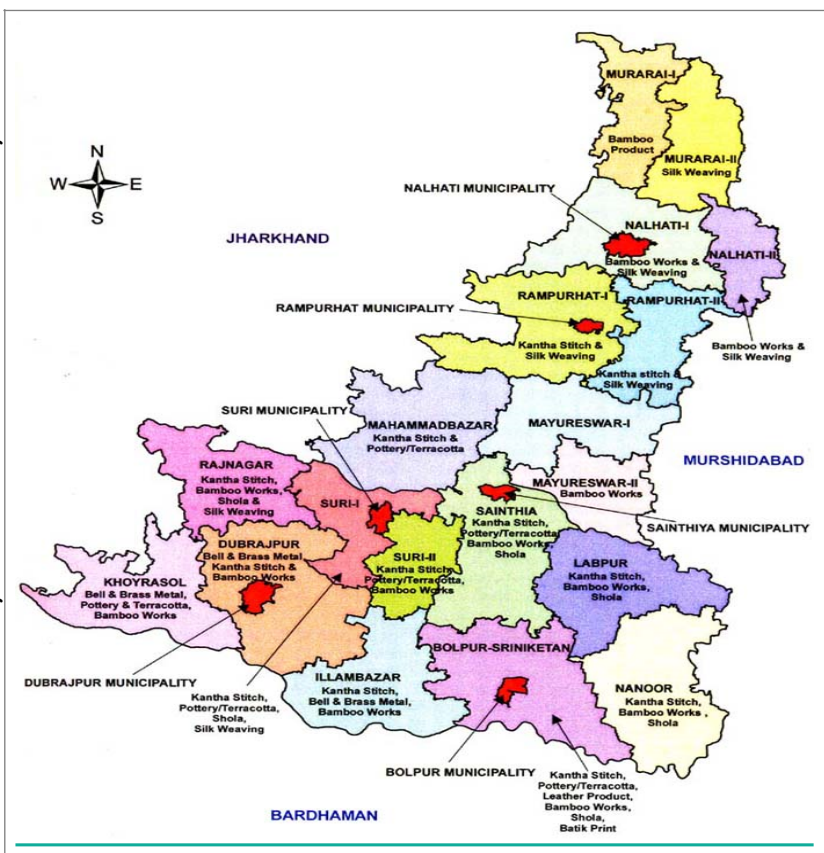 MURARAI-I
Bamboo
Product
MURARAI-II
Silk Weaving
N
W
E
S
NALHATI MUNICIPALITY
NALHATI-I
Bamboo Works &
Silk Weaving
NALHATI-II
Bamboo Works &
Silk Weaving
JHARKHAND
RAMPURHAT-I
Kantha Stitch &
Silk Weaving
RAMPURHAT-II
Kantha stitch &
Silk Weaving
RAMPURHAT MUNICIPALITY
SURI MUNICIPALITY
MAHAMMADBAZAR
Kantha Stitch &
Pottery/Terracotta
MAYURESWAR-I
MURSHIDABAD
RAJNAGAR
Kantha Stitch,
Bamboo Works,
Shola &
Silk Weaving
SURI-I
SAINTHIA
Kantha Stitch,
Pottery/Terracotta
Bamboo Works
Shola
MAYURESWAR-II
Bamboo Works
SAINTHIYA MUNICIPALITY
DUBRAJPUR
Bell & Brass Metal,
Kantha Stitch &
Bamboo Works
SURI-II
Kantha Stitch
Pottery/Terracotta,
Bamboo Works
LABPUR
Kantha Stitch,
Bamboo Works,
Shola
KHOYRASOL
Bell & Brass Metal,
Pottery & Terracotta,
Bamboo Works
BOLPUR-SRINIKETAN
DUBRAJPUR MUNICIPALITY
Kantha Stitch,
Pottery/Terracotta,
Shola,
Silk Weaving
ILLAMBAZAR
Kantha Stitch,
Bell & Brass Metal,
Bamboo Works
NANOOR
Kantha Stitch,
Bamboo Works ,
Shola
BOLPUR MUNICIPALITY
Kantha Stitch,
Pottery/Terracotta,
Leather Product,
Bamboo Works,
Shola,
Batik Print
BARDHAMAN